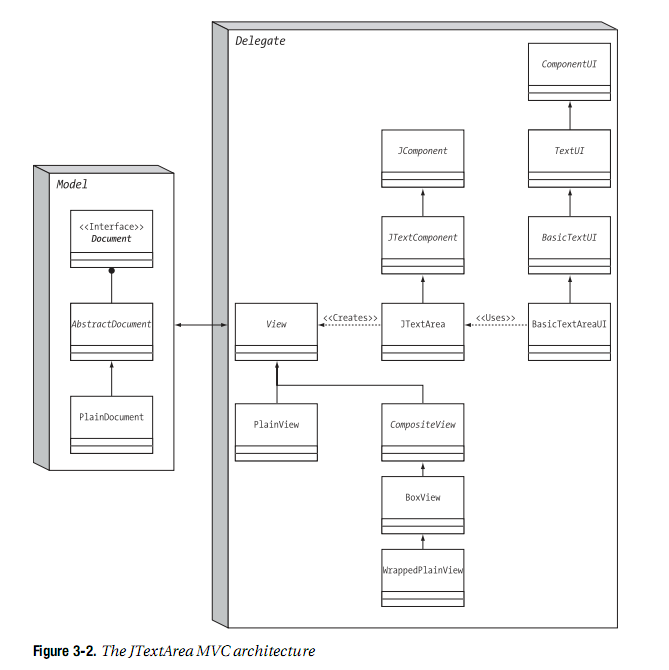 Delegate
ComponentUI
JComponent
TextUI
Model
<<Interface>>
Document
JTextComponent
BasicTextUI
AbstractDocument
View
<<Creates>>
JTextArea
<<Uses>>
BasicTextAreaUI
PlainDocument
PlainView
CompositeView
BoxView
WrappedPlainView
Figure 3-2. The JTextArea MVC architecture